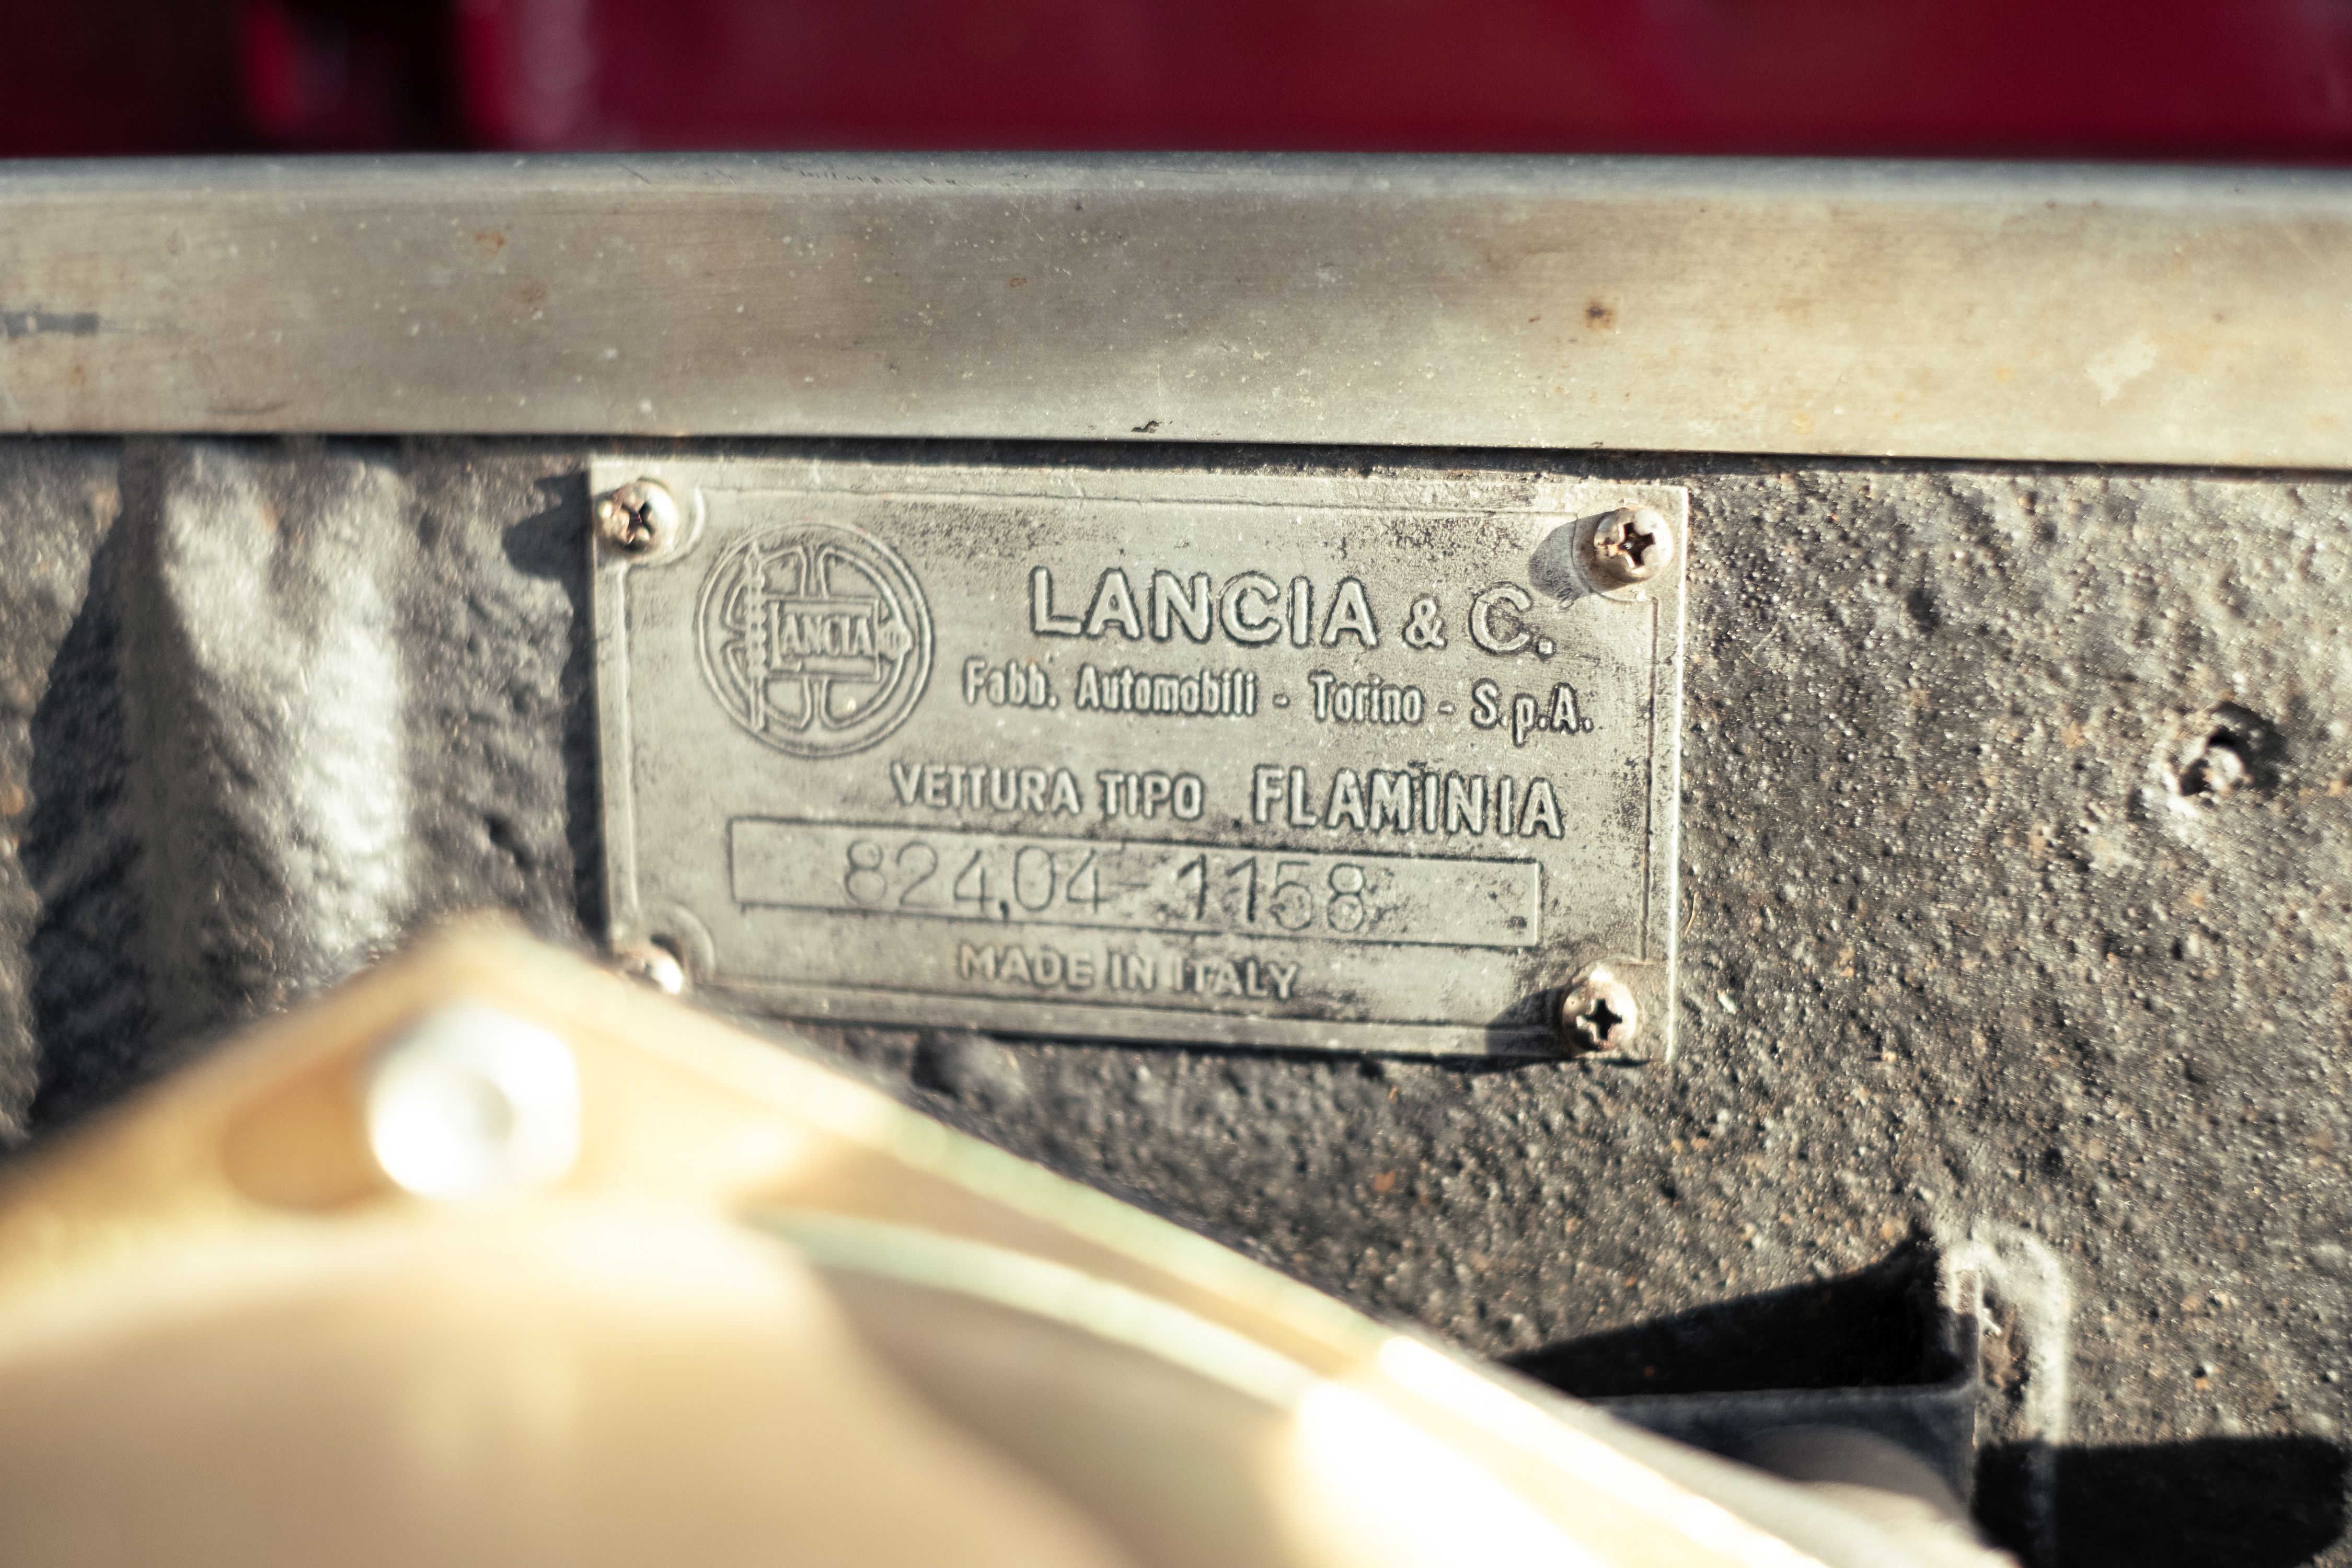 LANCIA
LANCIA & C.
Fabb. Automobili - Torino - S.p.A.
VETTURA TIPO FLAMINIA
824,04-1158
MADE IN ITALY